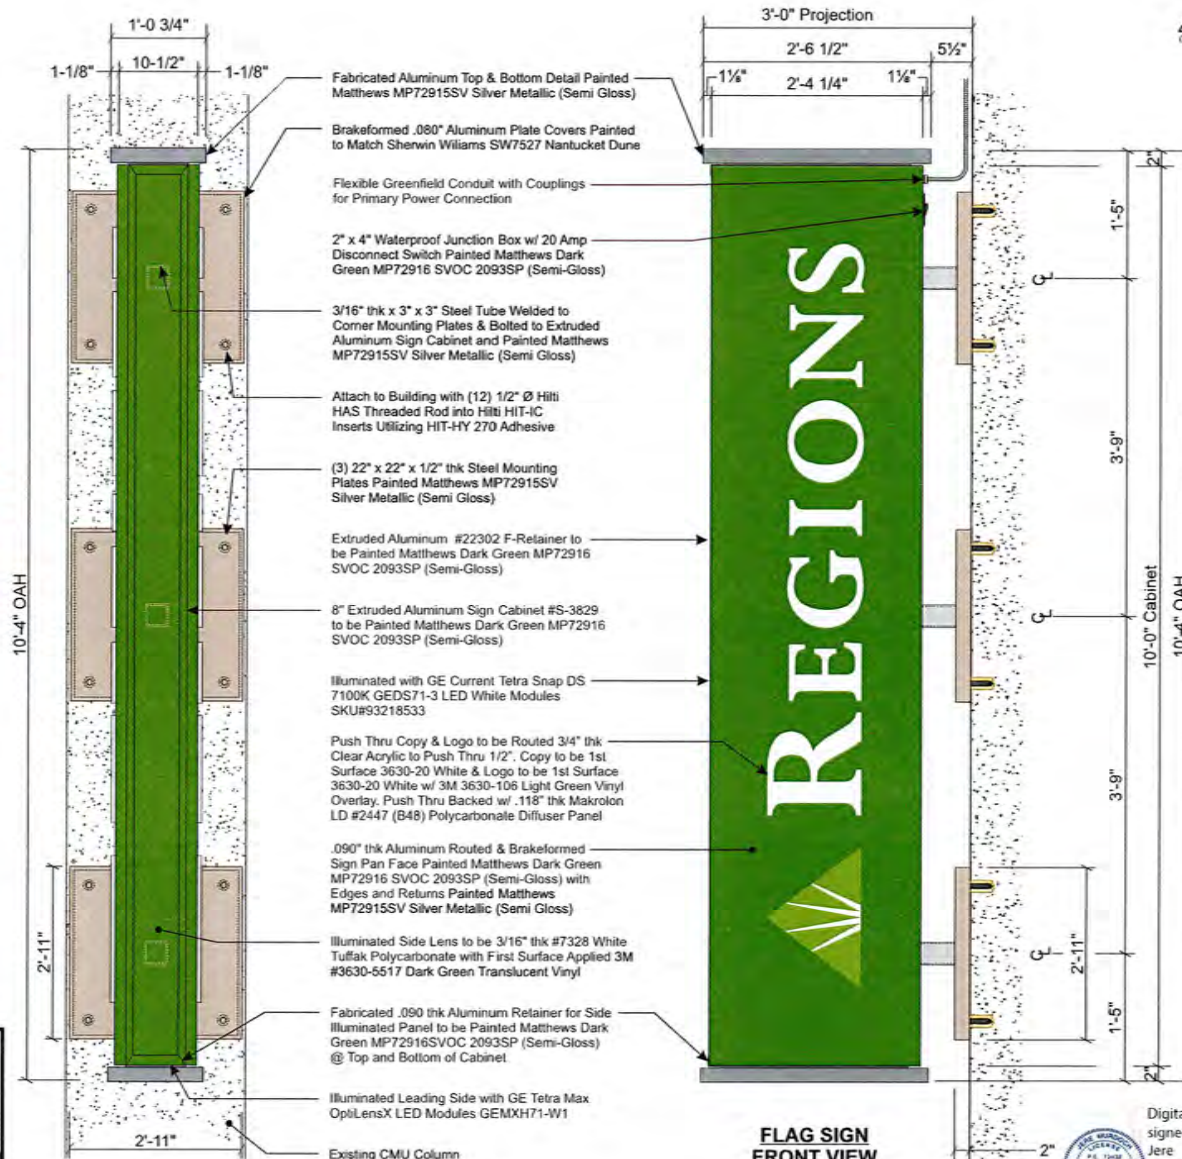 1'-0 3/4"
1-1/8" 10-1/2" 1-1/8"
3'-0" Projection
2'-6 1/2" 5½"
1⅛" 2'-4 1/4" 1⅛"
Fabricated Aluminum Top & Bottom Detail Painted
Matthews MP72915SV Silver Metallic (Semi Gloss)
Brakeformed .080" Aluminum Plate Covers Painted
to Match Sherwin Wiliams SW7527 Nantucket Dune
Flexible Greenfield Conduit with Couplings
for Primary Power Connection
2" x 4" Waterproof Junction Box w/ 20 Amp
Disconnect Switch Painted Matthews Dark
Green MP72916 SVOC 2093SP (Semi-Gloss)
3/16" thk x 3" x 3" Steel Tube Welded to
Corner Mounting Plates & Bolted to Extruded
Aluminum Sign Cabinet and Painted Matthews
MP72915SV Silver Metallic (Semi Gloss)
Attach to Building with (12) 1/2" Ø Hilti
HAS Threaded Rod into Hilti HIT-IC
Inserts Utilizing HIT-HY 270 Adhesive
(3) 22" x 22" x 1/2" thk Steel Mounting
Plates Painted Matthews MP72915SV
Silver Metallic (Semi Gloss)
Extruded Aluminum #22302 F-Retainer to
be Painted Matthews Dark Green MP72916
SVOC 2093SP (Semi-Gloss)
8" Extruded Aluminum Sign Cabinet #S-3829
to be Painted Matthews Dark Green MP72916
SVOC 2093SP (Semi-Gloss)
Illuminated with GE Current Tetra Snap DS
7100K GEDS71-3 LED White Modules
SKU#93218533
Push Thru Copy & Logo to be Routed 3/4" thk
Clear Acrylic to Push Thru 1/2". Copy to be 1st
Surface 3630-20 White & Logo to be 1st Surface
3630-20 White w/ 3M 3630-106 Light Green Vinyl
Overlay. Push Thru Backed w/ .118" thk Makrolon
LD #2447 (B48) Polycarbonate Diffuser Panel
.090" thk Aluminum Routed & Brakeformed
Sign Pan Face Painted Matthews Dark Green
MP72916 SVOC 2093SP (Semi-Gloss) with
Edges and Returns Painted Matthews
MP72915SV Silver Metallic (Semi Gloss)
Illuminated Side Lens to be 3/16" thk #7328 White
Tuffak Polycarbonate with First Surface Applied 3M
#3630-5517 Dark Green Translucent Vinyl
Fabricated .090 thk Aluminum Retainer for Side
Illuminated Panel to be Painted Matthews Dark
Green MP72916SVOC 2093SP (Semi-Gloss)
@ Top and Bottom of Cabinet
Illuminated Leading Side with GE Tetra Max
OptiLensX LED Modules GEMXH71-W1
Existing CMU Column
10'-4" OAH
2'-11"
2'-11"
REGIONS
2"
1'-5"
CL
3'-9"
CL
3'-9"
CL
2'-11"
1'-5"
2"
10'-0" Cabinet
10'-4" OAH
2"
FLAG SIGN
FRONT VIEW
JERE MURDOCH
LICENSE
Digita
signe
Jere